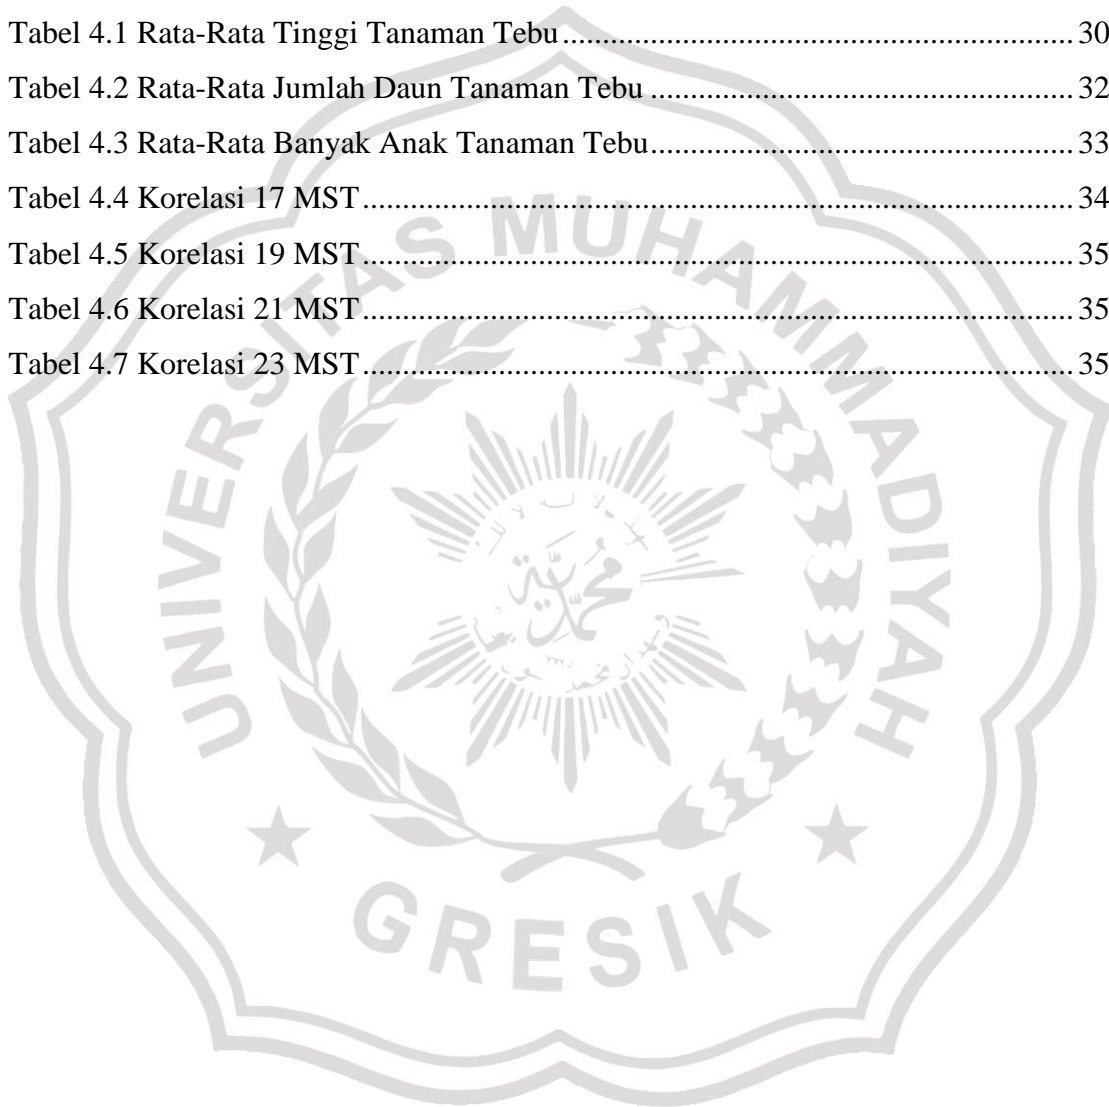 Tabel 4.1 Rata-Rata Tinggi Tanaman Tebu ................................................................ 30
Tabel 4.2 Rata-Rata Jumlah Daun Tanaman Tebu ..................................................... 32
Tabel 4.3 Rata-Rata Banyak Anak Tanaman Tebu ..................................................... 33
Tabel 4.4 Korelasi 17 MST ......................................................................................... 34
Tabel 4.5 Korelasi 19 MST ......................................................................................... 35
Tabel 4.6 Korelasi 21 MST ......................................................................................... 35
Tabel 4.7 Korelasi 23 MST ......................................................................................... 35
UNIVERSITAS MUHAMMADIYAH
GRESIK